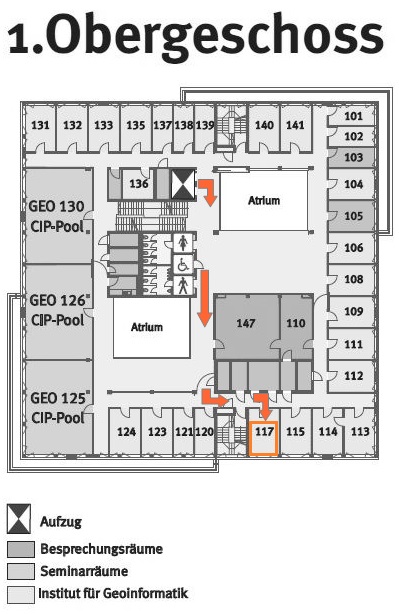 1.Obergeschoss
131 132 133 135 137 138 139 140 141
101
102
103
104
105
106
108
109
111
112
136
Atrium
GEO 130
CIP-Pool
GEO 126
CIP-Pool
Atrium
147 110
GEO 125
CIP-Pool
124 123 121 120 117 115 114 113
Aufzug
Besprechungsräume
Seminarräume
Institut für Geoinformatik